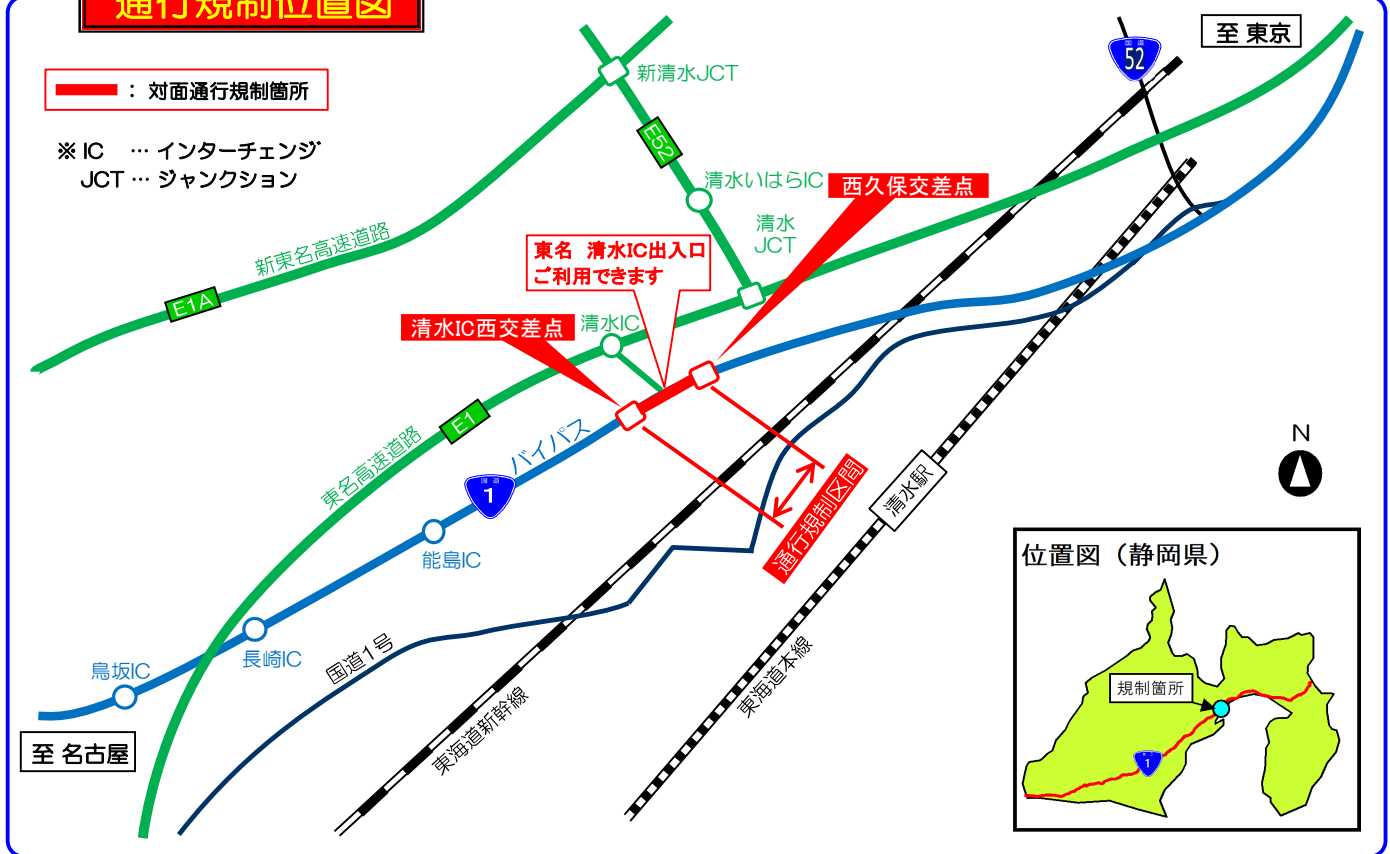 通行規制位置図
至 東京
国道
52
新清水JCT
： 対面通行規制箇所
※ IC … インターチェンジ
JCT … ジャンクション
E52
清水いはらIC
西久保交差点
清水
JCT
新東名高速道路
東名 清水IC出入口
ご利用できます
E1A
清水IC西交差点
清水IC
E1
バイパス
東名高速道路
国道
1
N
清水駅
通行規制区間
能島IC
位置図（静岡県）
長崎IC
国道1号
鳥坂IC
東海道本線
東海道新幹線
規制箇所
至 名古屋
1